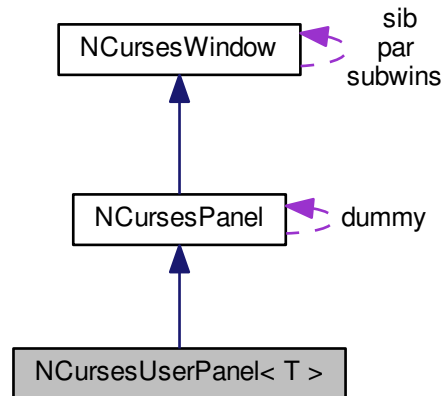 sib
NCursesWindow
par
subwins
NCursesPanel
dummy
NCursesUserPanel< T >